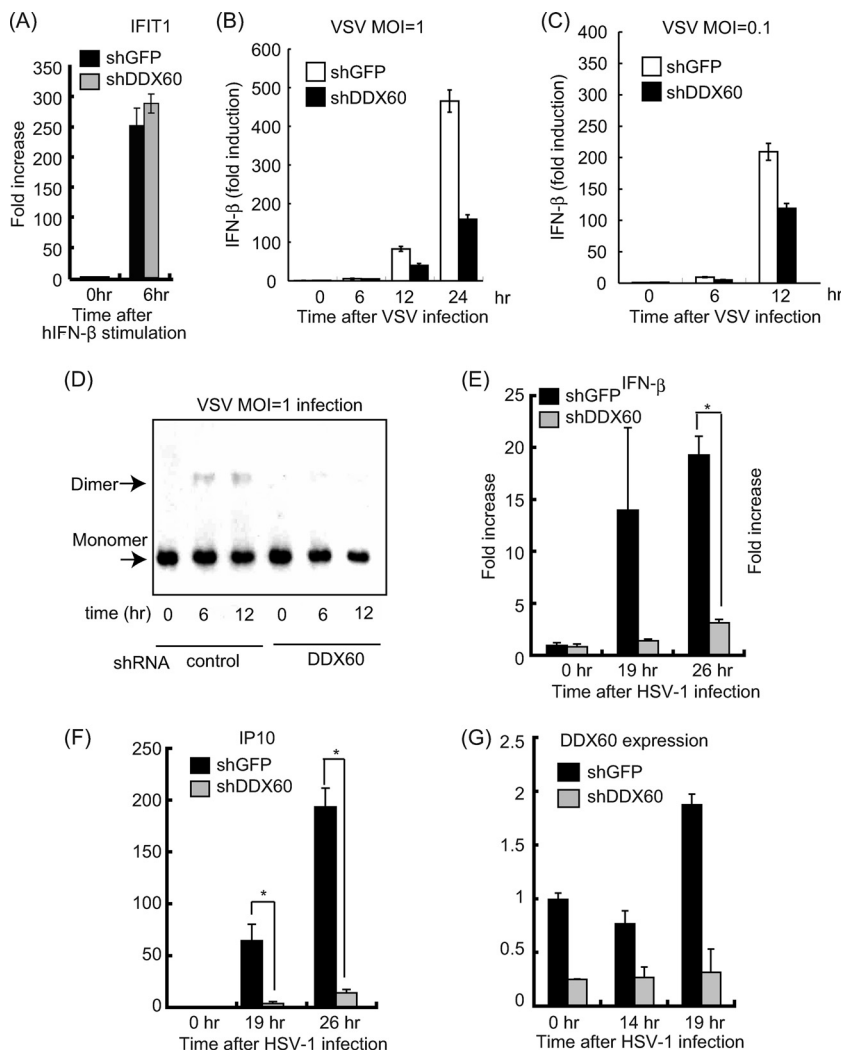 (A)
IFIT1
shGFP
shDDX60
Fold increase
350
300
250
200
150
100
50
0
0hr 6hr
Time after
hIFN-β stimulation
(B)
VSV MOI=1
shGFP
shDDX60
IFN-β (fold induction)
600
500
400
300
200
100
0
0 6 12 24 hr
Time after VSV infection
(C)
VSV MOI=0.1
shGFP
shDDX60
IFN-β (fold induction)
400
350
300
250
200
150
100
50
0
0 6 12 hr
Time after VSV infection
(D)
VSV MOI=1 infection
Dimer
Monomer
time (hr) 0 6 12 0 6 12
shRNA control DDX60
(E)
IFN-β
shGFP
shDDX60
*
Fold increase
25
20
15
10
5
0
0 hr 19 hr 26 hr
Time after HSV-1 infection
Fold increase
(F)
IP10
shGFP
shDDX60
*
*
250
200
150
100
50
0
0 hr 19 hr 26 hr
Time after HSV-1 infection
(G)
DDX60 expression
shGFP
shDDX60
2.5
2
1.5
1
0.5
0
0 hr 14 hr 19 hr
Time after HSV-1 infection